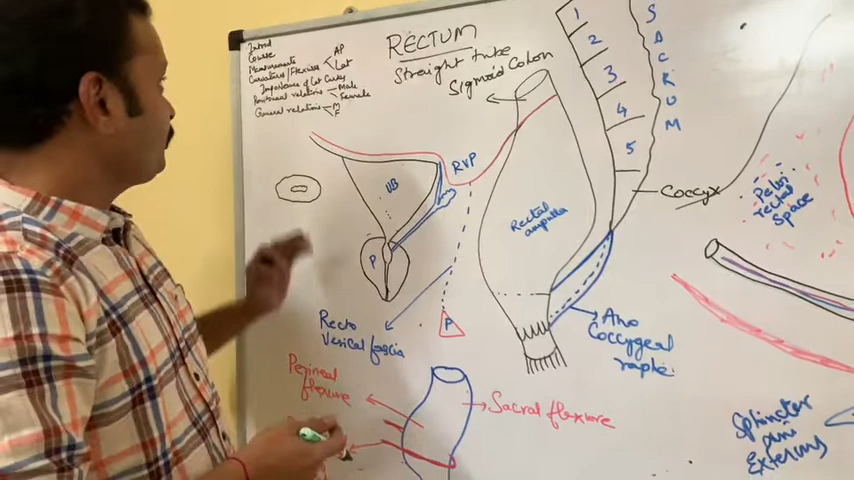 Introd
Course
Measurements
Curvatures/Flexures
AP
Lat
Importance of Lat Curves
Peritoneal relations
Male
Female
General relations
M
F
RECTUM
Straight tube
Sigmoid Colon
1
2
3
4
5
SACRUM
RVP
UB
P
Rectal
ampulla
Coccyx
Pelvi
rectal
space
P
Recto
Vesical fascia
Ano
Coccygeal
raphe
Perineal
flexure
Sacral flexure
Sphincter
ani
Externus